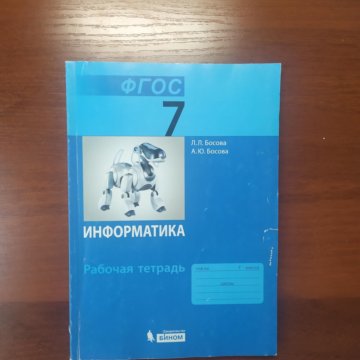 ФГОС
7
Л.Л. Босова
А.Ю. Босова
ИНФОРМАТИКА
Рабочая тетрадь
БИНОМ